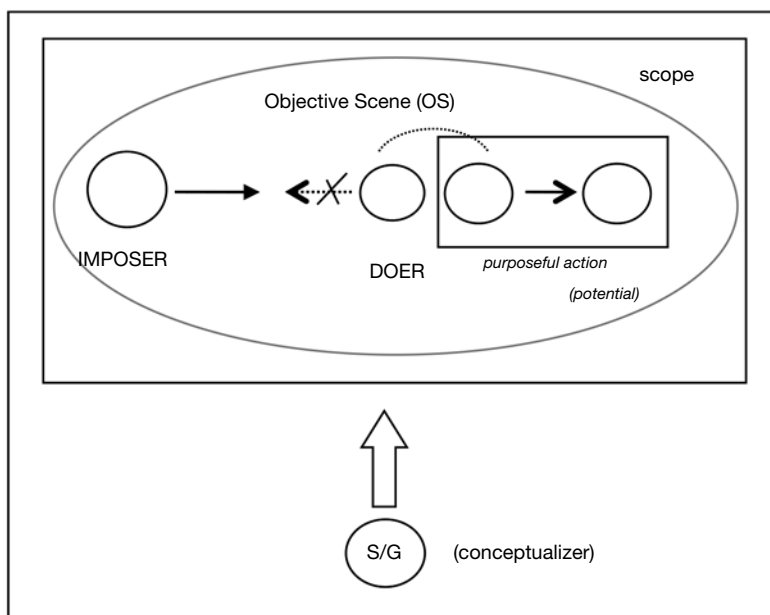 scope
Objective Scene (OS)
IMPOSER
DOER
purposeful action
(potential)
S/G
(conceptualizer)